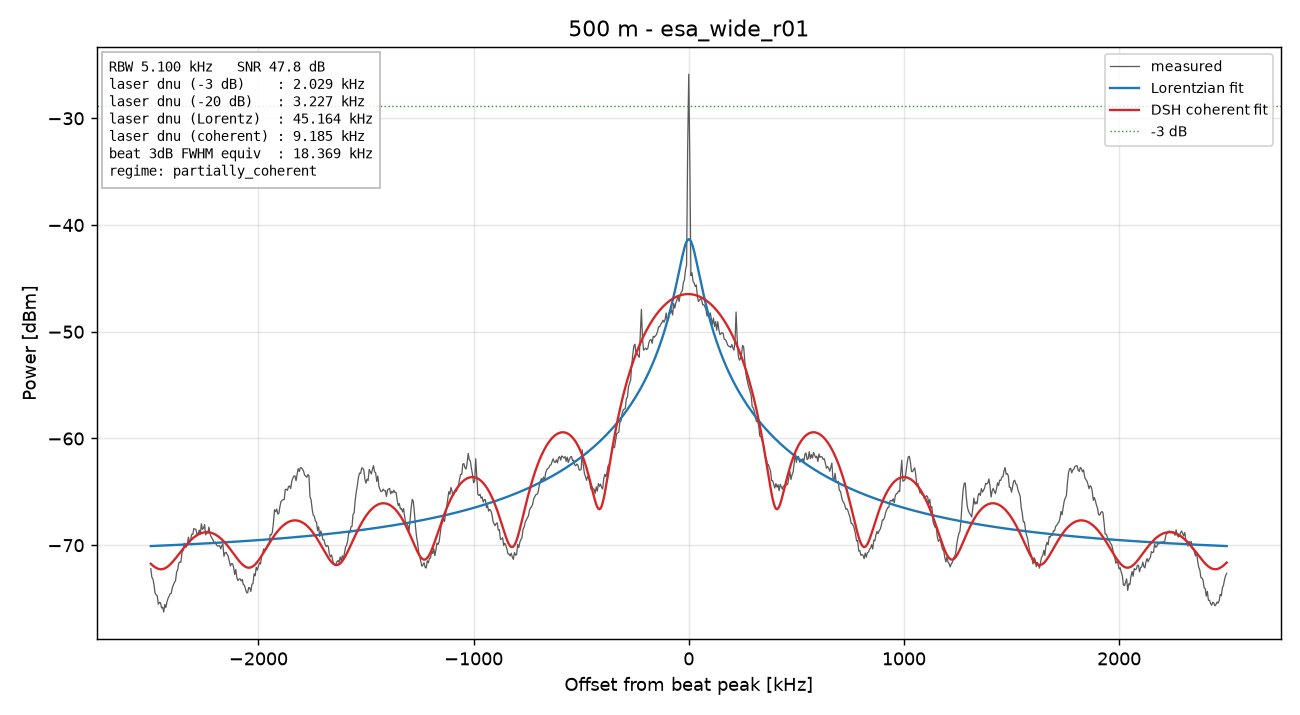 500 m - esa_wide_r01
RBW 5.100 kHz   SNR 47.8 dB
laser dnu (-3 dB)    : 2.029 kHz
laser dnu (-20 dB)   : 3.227 kHz
laser dnu (Lorentz)  : 45.164 kHz
laser dnu (coherent) : 9.185 kHz
beat 3dB FWHM equiv  : 18.369 kHz
regime: partially_coherent
measured
Lorentzian fit
DSH coherent fit
-3 dB
Power [dBm]
−30
−40
−50
−60
−70
−2000
−1000
0
1000
2000
Offset from beat peak [kHz]